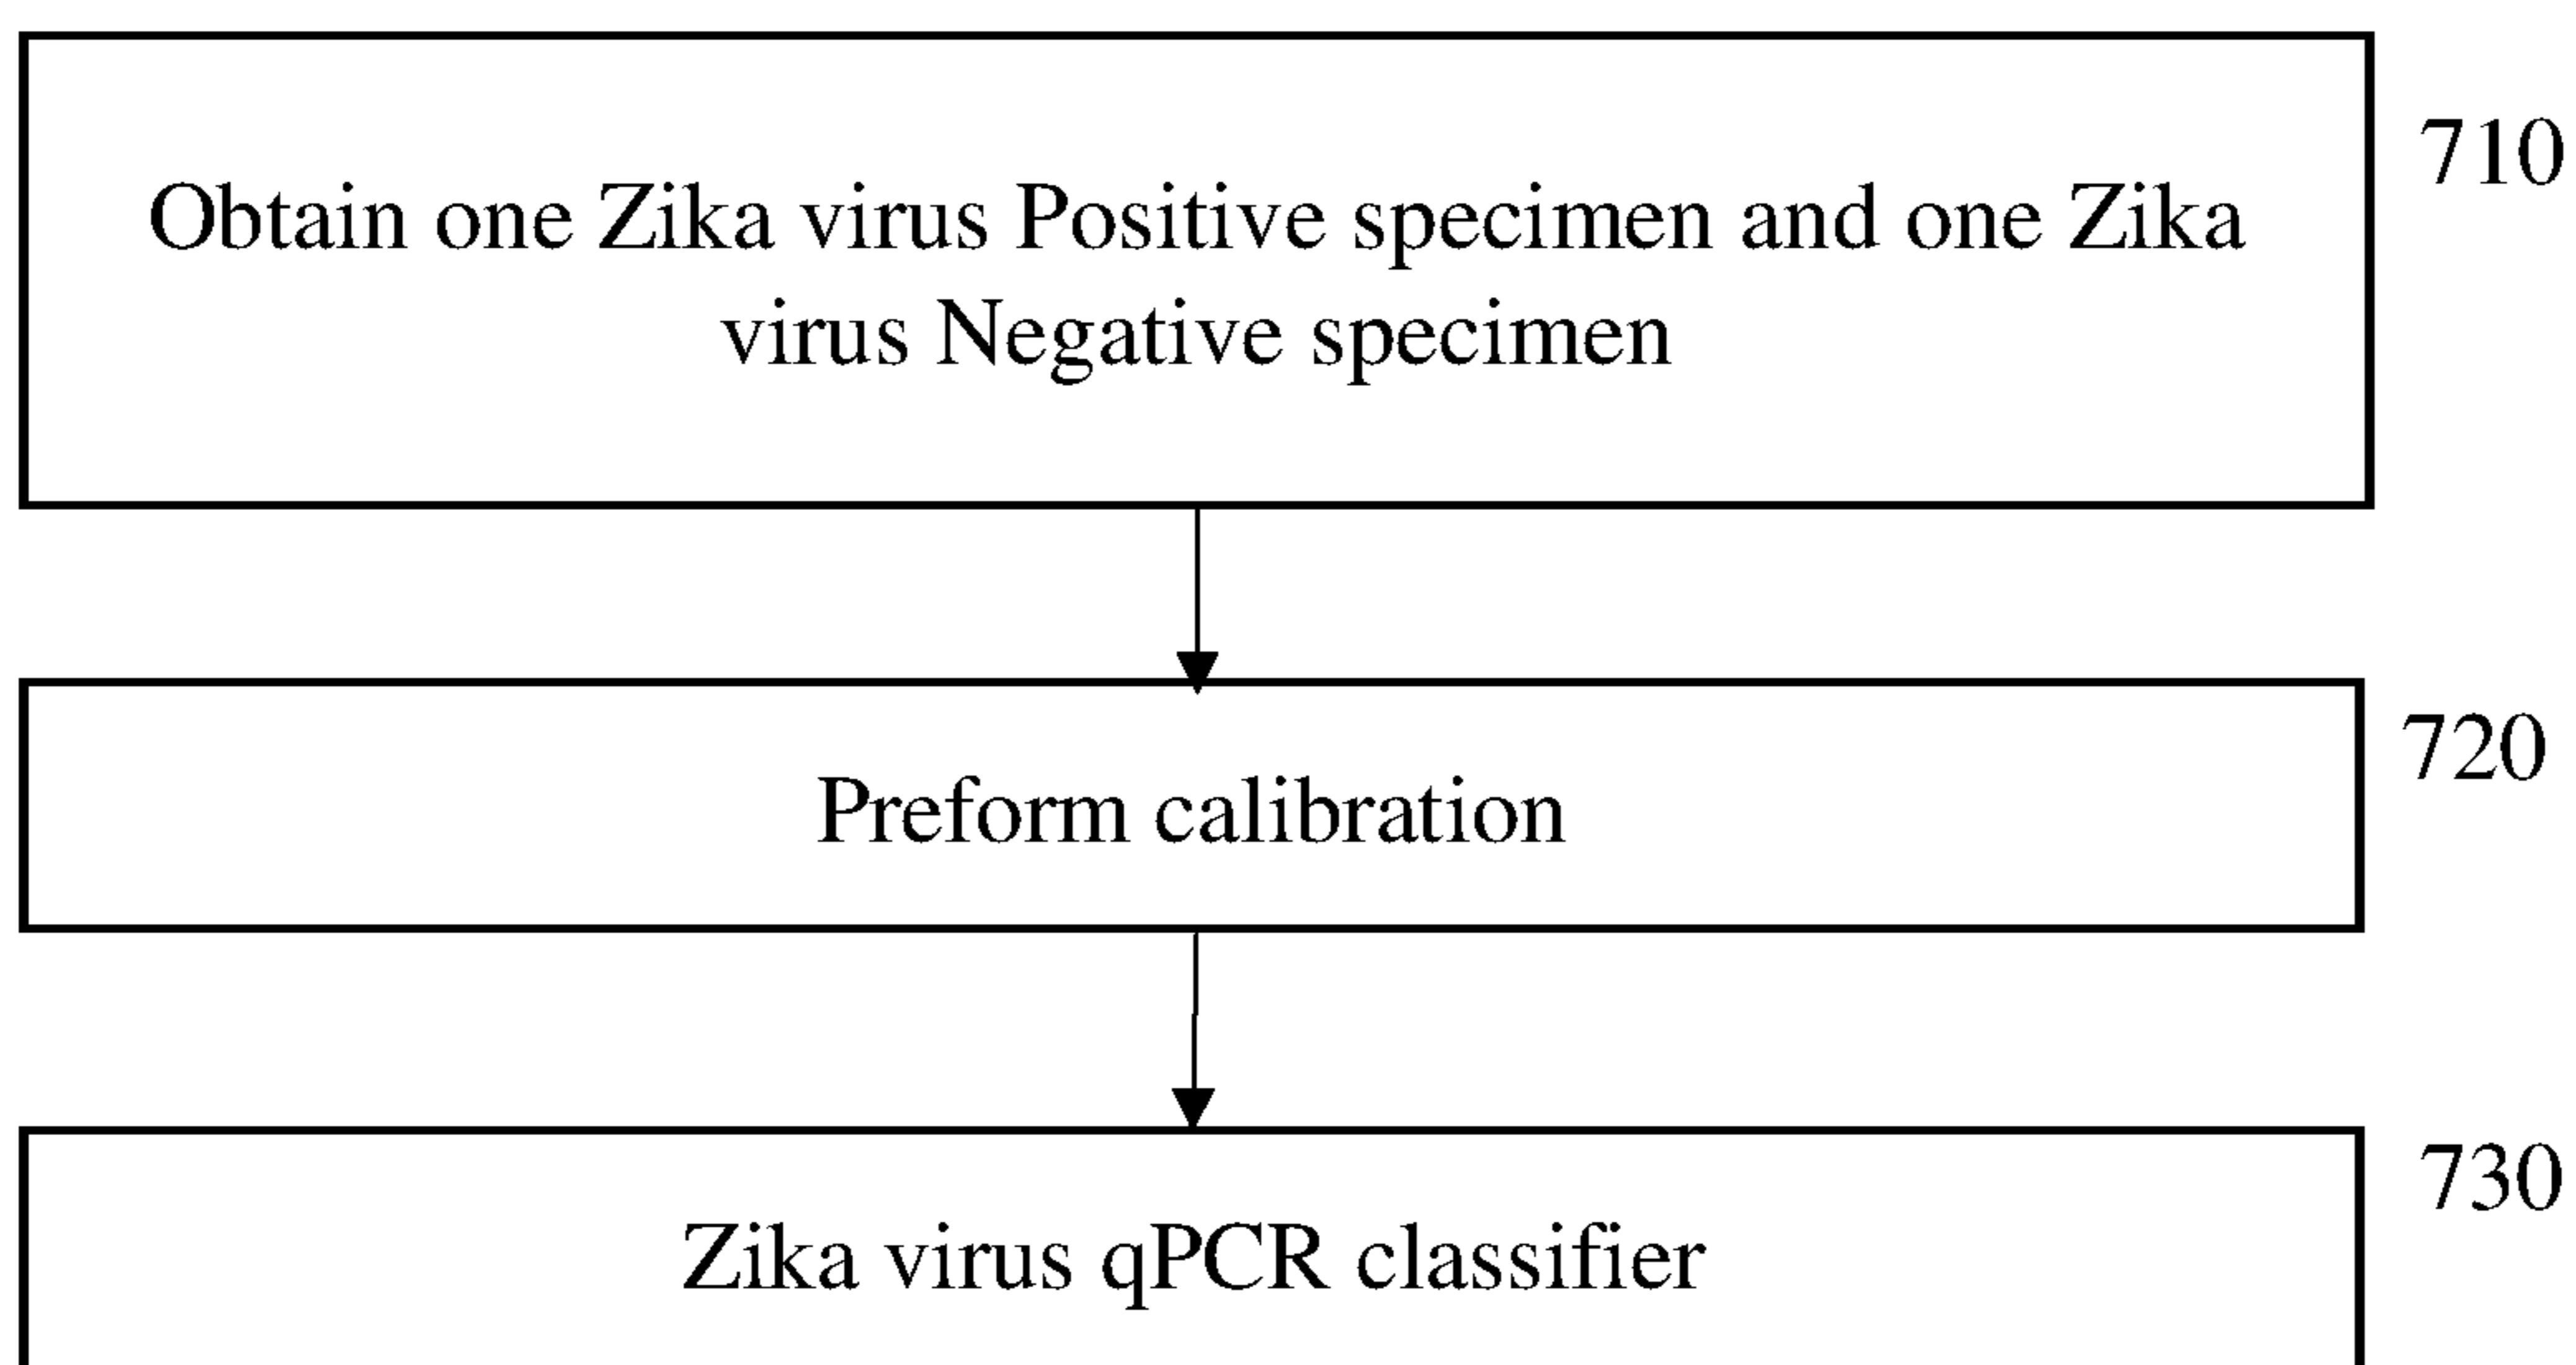 710
Obtain one Zika virus Positive specimen and one Zika
virus Negative specimen
720
Preform calibration
730
Zika virus qPCR classifier